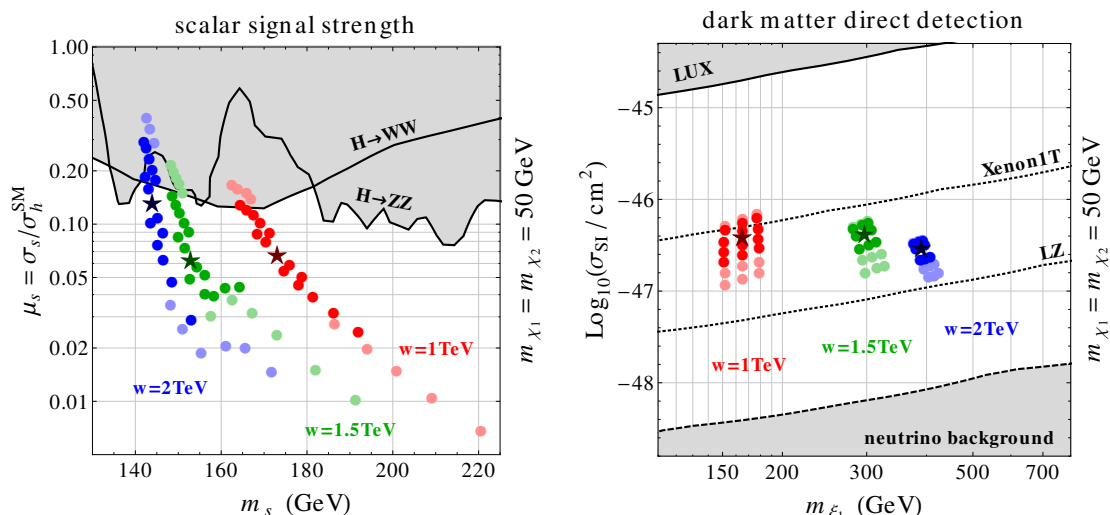 scalar signal strength
μs = σs/σhSM
1.00
0.50
0.20
0.10
0.05
0.02
0.01
H→WW
H→ZZ
w=1TeV
w=2TeV
w=1.5TeV
140
160
180
200
220
ms (GeV)
mχ1 = mχ2 = 50 GeV
dark matter direct detection
Log10(σSI / cm2)
−45
−46
−47
−48
LUX
Xenon1T
LZ
w=2TeV
w=1.5TeV
w=1TeV
neutrino background
150
200
300
500
700
mξ1 (GeV)
mχ1 = mχ2 = 50 GeV